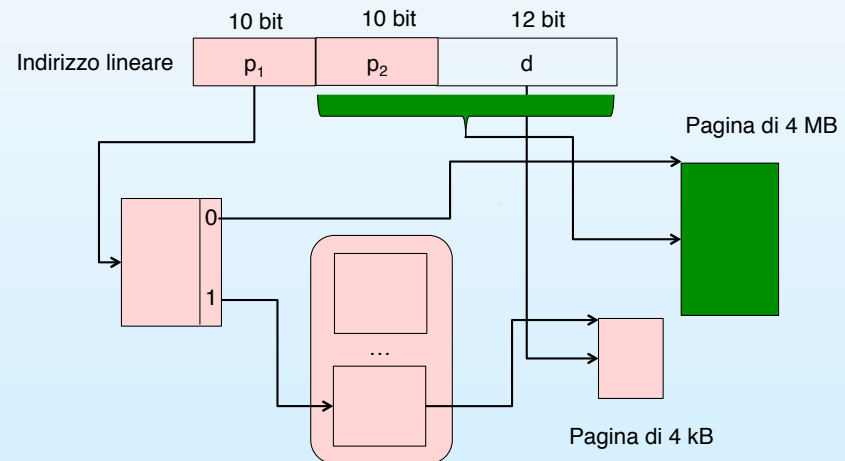 10 bit 10 bit 12 bit
Indirizzo lineare p₁ p₂ d
Pagina di 4 MB
0
1
...
Pagina di 4 kB